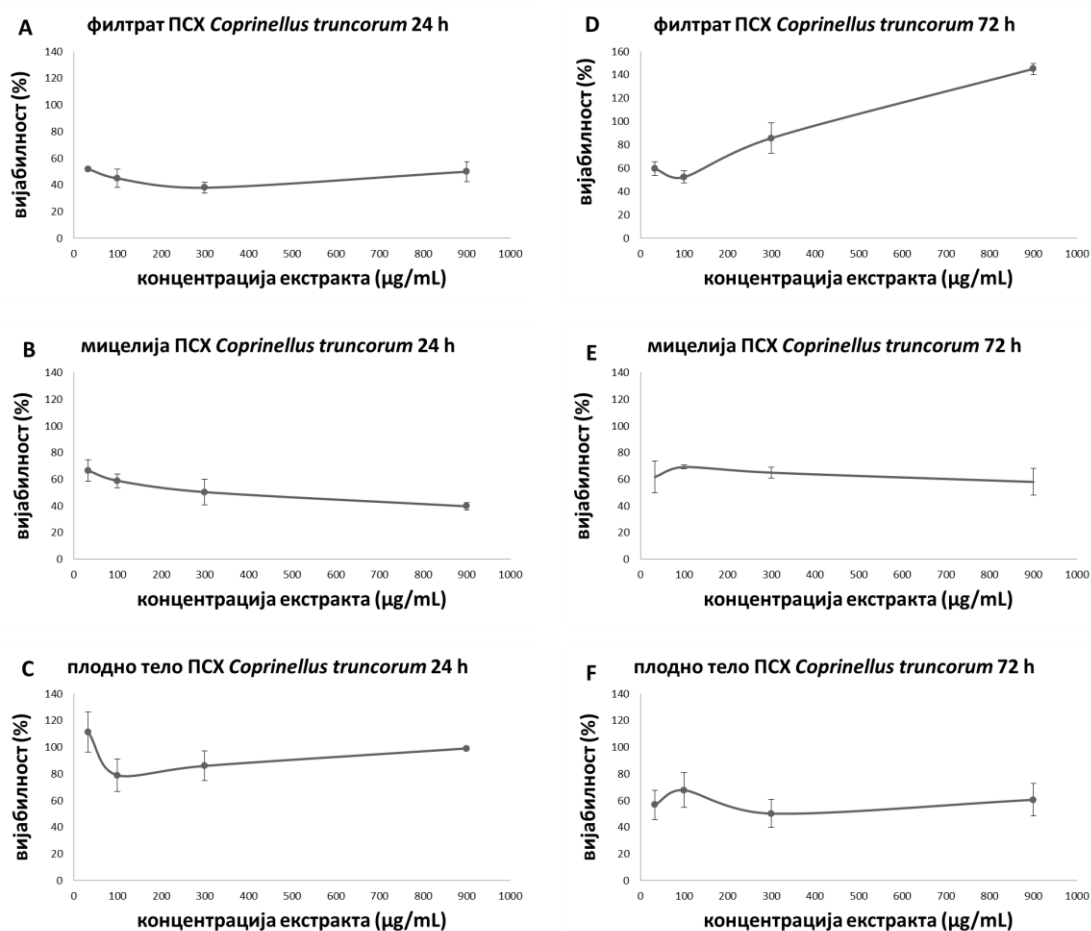 A филтрат ПСХ Coprinellus truncorum 24 h
вијабилност (%)
140
120
100
80
60
40
20
0
0 100 200 300 400 500 600 700 800 900 1000
концентрација екстракта (µg/mL)
D филтрат ПСХ Coprinellus truncorum 72 h
вијабилност (%)
160
140
120
100
80
60
40
20
0
0 100 200 300 400 500 600 700 800 900 1000
концентрација екстракта (µg/mL)
B мицелија ПСХ Coprinellus truncorum 24 h
вијабилност (%)
140
120
100
80
60
40
20
0
0 100 200 300 400 500 600 700 800 900 1000
концентрација екстракта (µg/mL)
E мицелија ПСХ Coprinellus truncorum 72 h
вијабилност (%)
140
120
100
80
60
40
20
0
0 100 200 300 400 500 600 700 800 900 1000
концентрација екстракта (µg/mL)
C плодно тело ПСХ Coprinellus truncorum 24 h
вијабилност (%)
140
120
100
80
60
40
20
0
0 100 200 300 400 500 600 700 800 900 1000
концентрација екстракта (µg/mL)
F плодно тело ПСХ Coprinellus truncorum 72 h
вијабилност (%)
140
120
100
80
60
40
20
0
0 100 200 300 400 500 600 700 800 900 1000
концентрација екстракта (µg/mL)